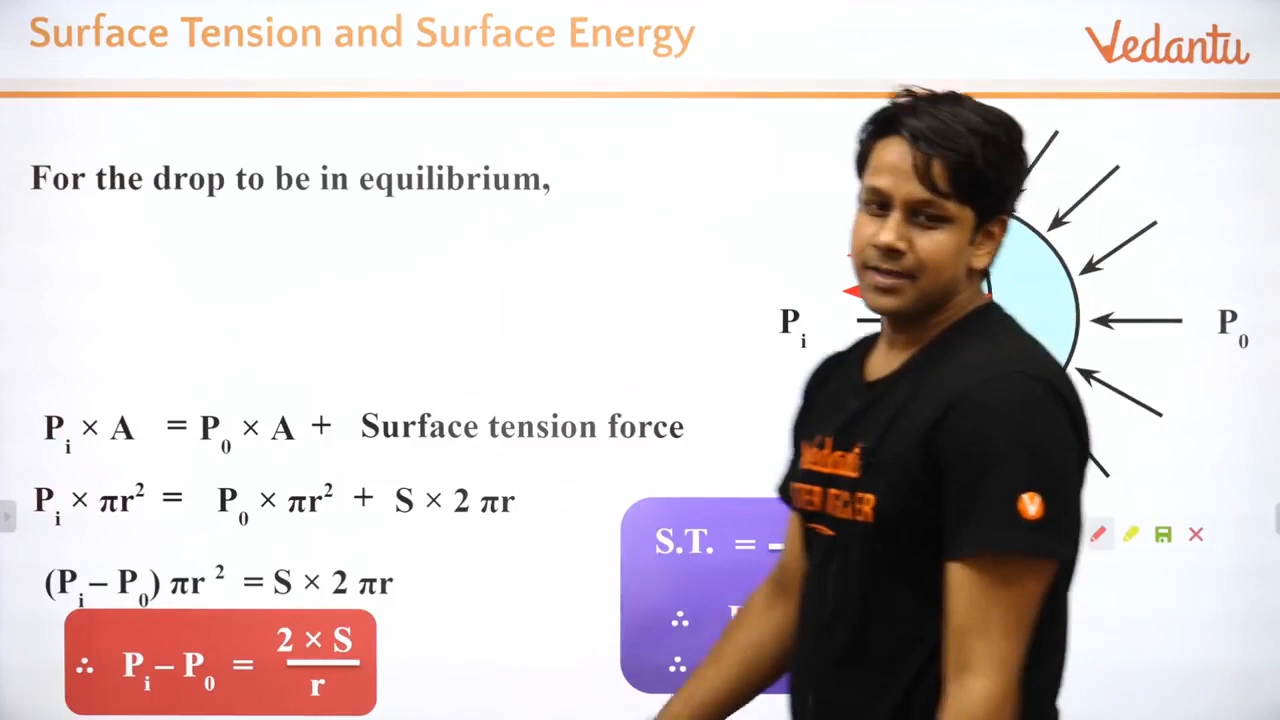 Surface Tension and Surface Energy
Vedantu
For the drop to be in equilibrium,
Pᵢ P₀
Pᵢ × A = P₀ × A + Surface tension force
Pᵢ × πr² = P₀ × πr² + S × 2 πr
(Pᵢ – P₀) πr² = S × 2 πr
∴ Pᵢ – P₀ = 2 × S
r
S.T. =
∴
∴
V